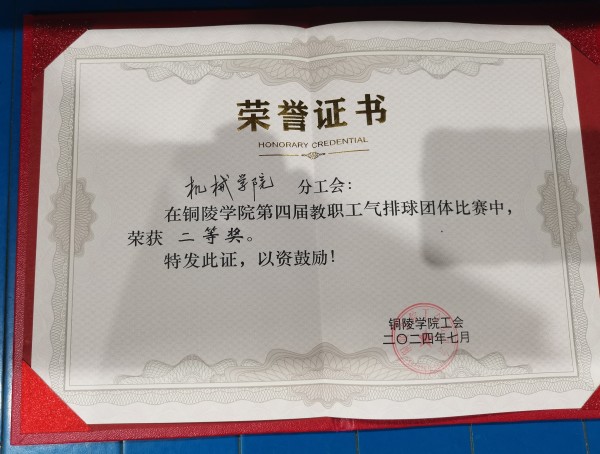 荣誉证书
HONORARY CREDENTIAL
机械学院 分工会:
在铜陵学院第四届教职工气排球团体比赛中,
荣获 二等奖。
特发此证,以资鼓励!
铜陵学院工会
二〇二四年七月